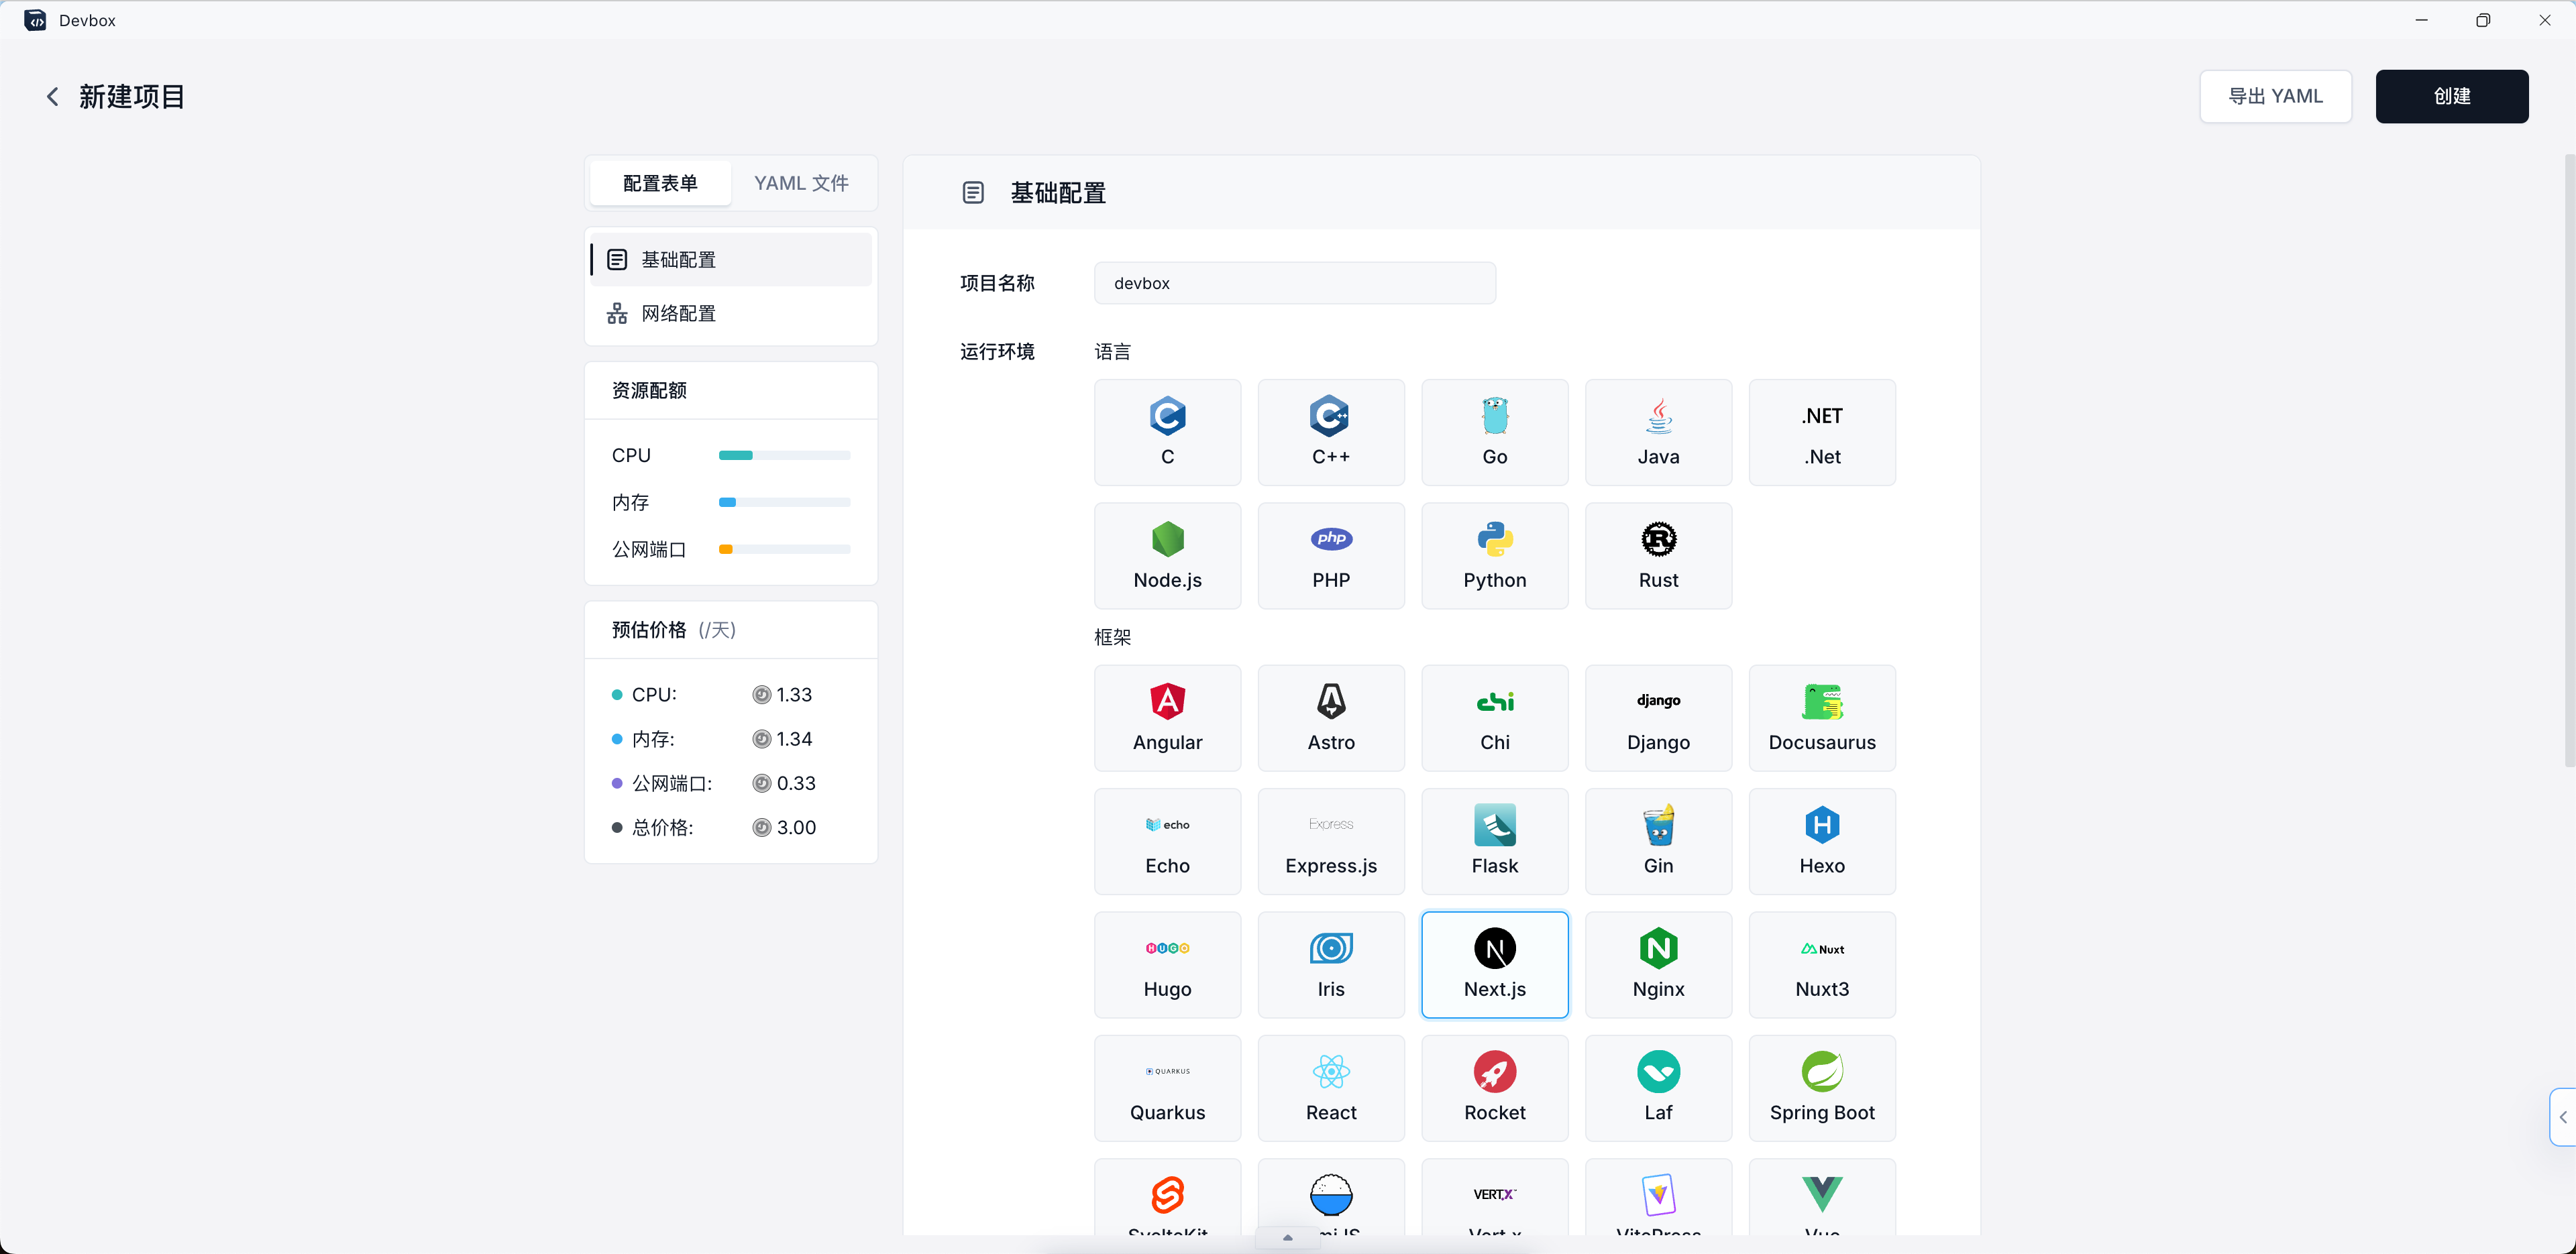 Devbox
新建项目
导出 YAML
创建
配置表单
YAML 文件
基础配置
网络配置
资源配额
CPU
内存
公网端口
预估价格 (/天)
CPU: 1.33
内存: 1.34
公网端口: 0.33
总价格: 3.00
基础配置
项目名称
devbox
运行环境
语言
C
C++
Go
Java
.NET
.Net
Node.js
php
PHP
Python
Rust
框架
Angular
Astro
chi
Chi
django
Django
Docusaurus
echo
Echo
Express
Express.js
Flask
Gin
Hexo
HUGO
Hugo
Iris
Next.js
Nginx
Nuxt
Nuxt3
QUARKUS
Quarkus
React
Rocket
Laf
Spring Boot
SvelteKit
VERT.X
Vert.x
VitePress
Vue